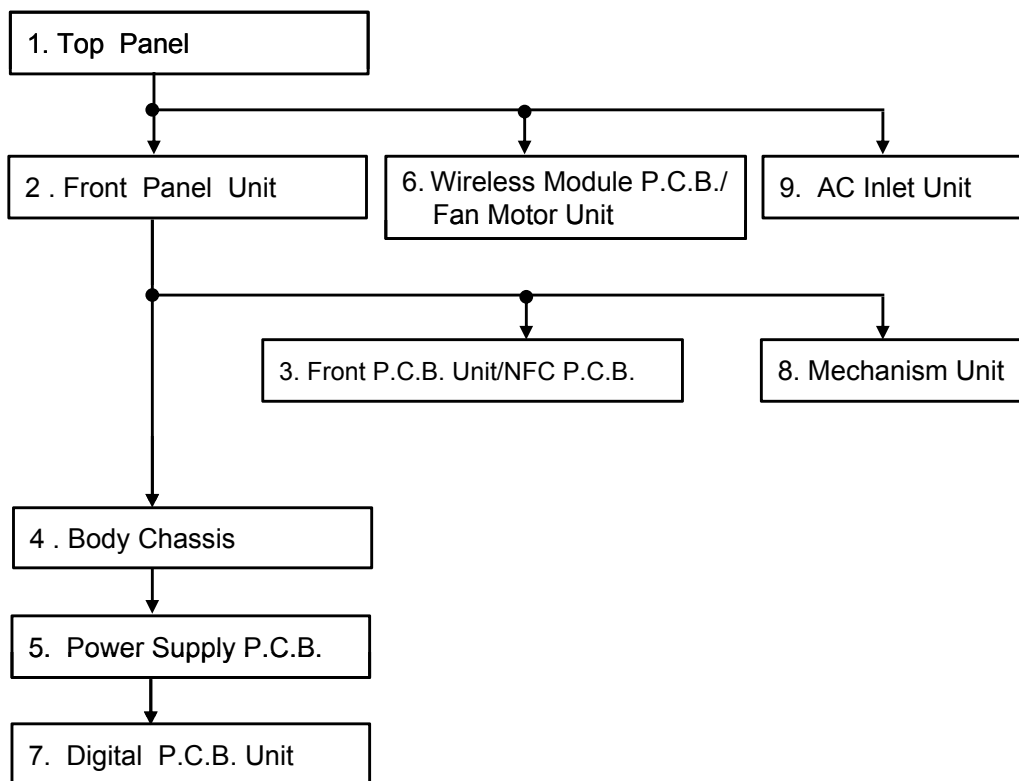 1. Top Panel
2 . Front Panel Unit
6. Wireless Module P.C.B./
Fan Motor Unit
9. AC Inlet Unit
3. Front P.C.B. Unit/NFC P.C.B.
8. Mechanism Unit
4 . Body Chassis
5. Power Supply P.C.B.
7. Digital P.C.B. Unit